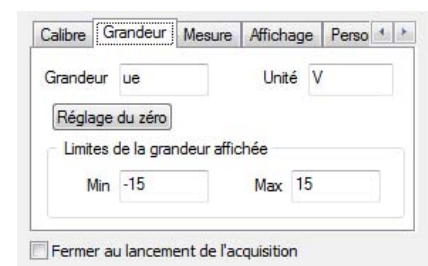 Calibre Grandeur Mesure Affichage Perso
Grandeur ue Unité V
Réglage du zéro
Limites de la grandeur affichée
Min -15 Max 15
Fermer au lancement de l'acquisition